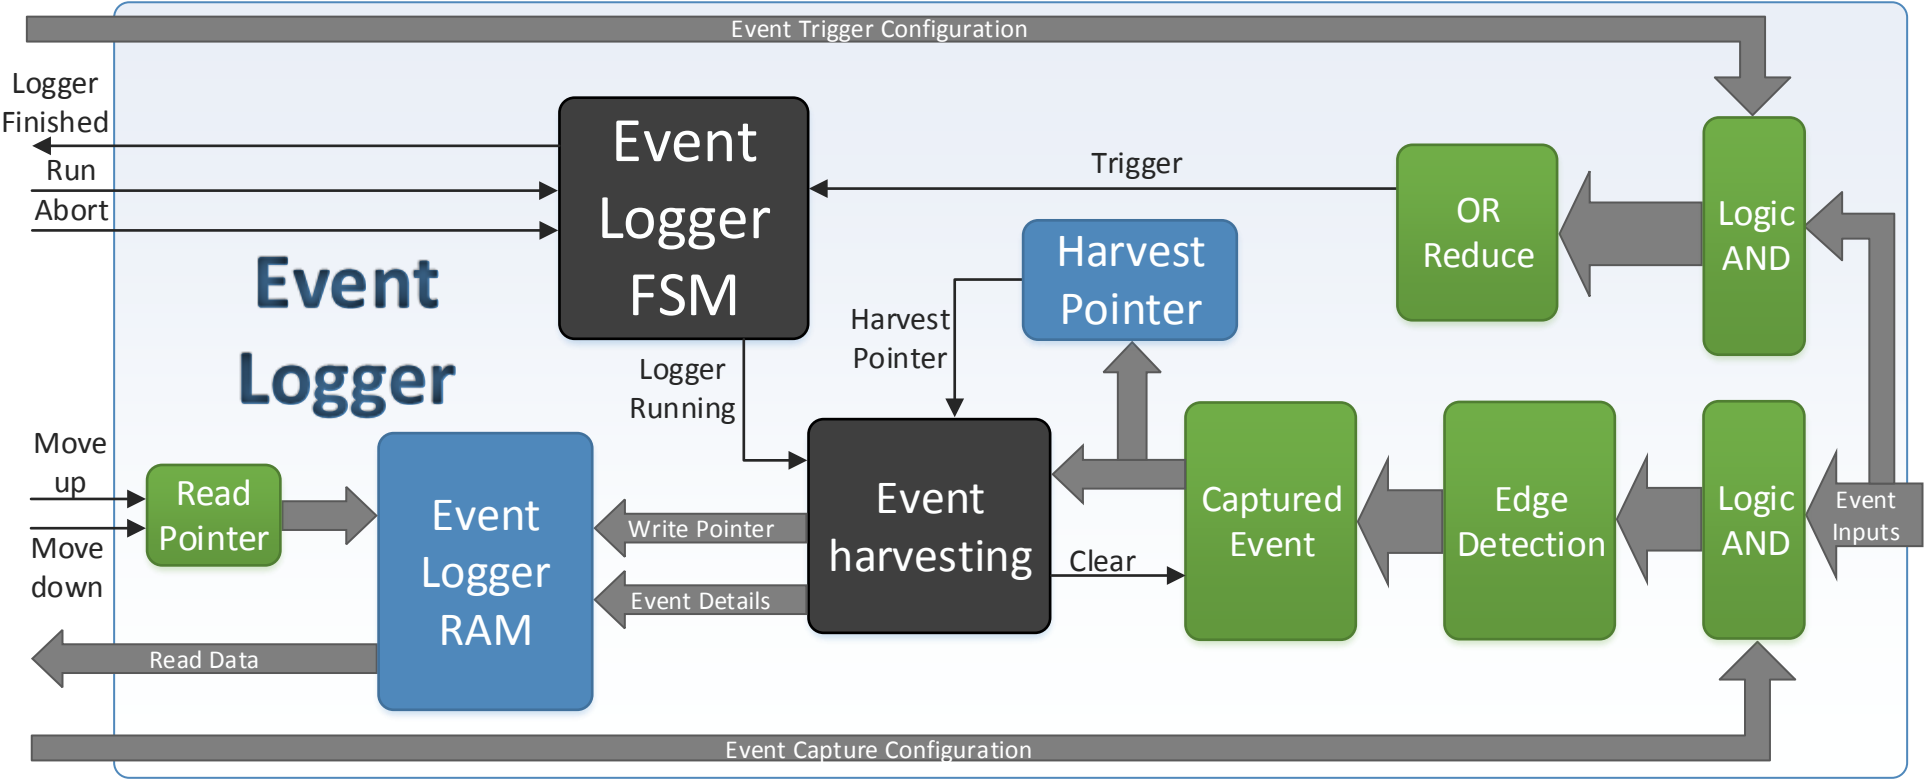 Event Trigger Configuration
Logger
Finished
Run
Abort
Event
Logger
FSM
Trigger
OR
Reduce
Logic
AND
Event
Logger
Harvest
Pointer
Harvest
Pointer
Logger
Running
Move
up
Move
down
Read
Pointer
Event
Logger
RAM
Write Pointer
Event Details
Event
harvesting
Clear
Captured
Event
Edge
Detection
Logic
AND
Event
Inputs
Read Data
Event Capture Configuration